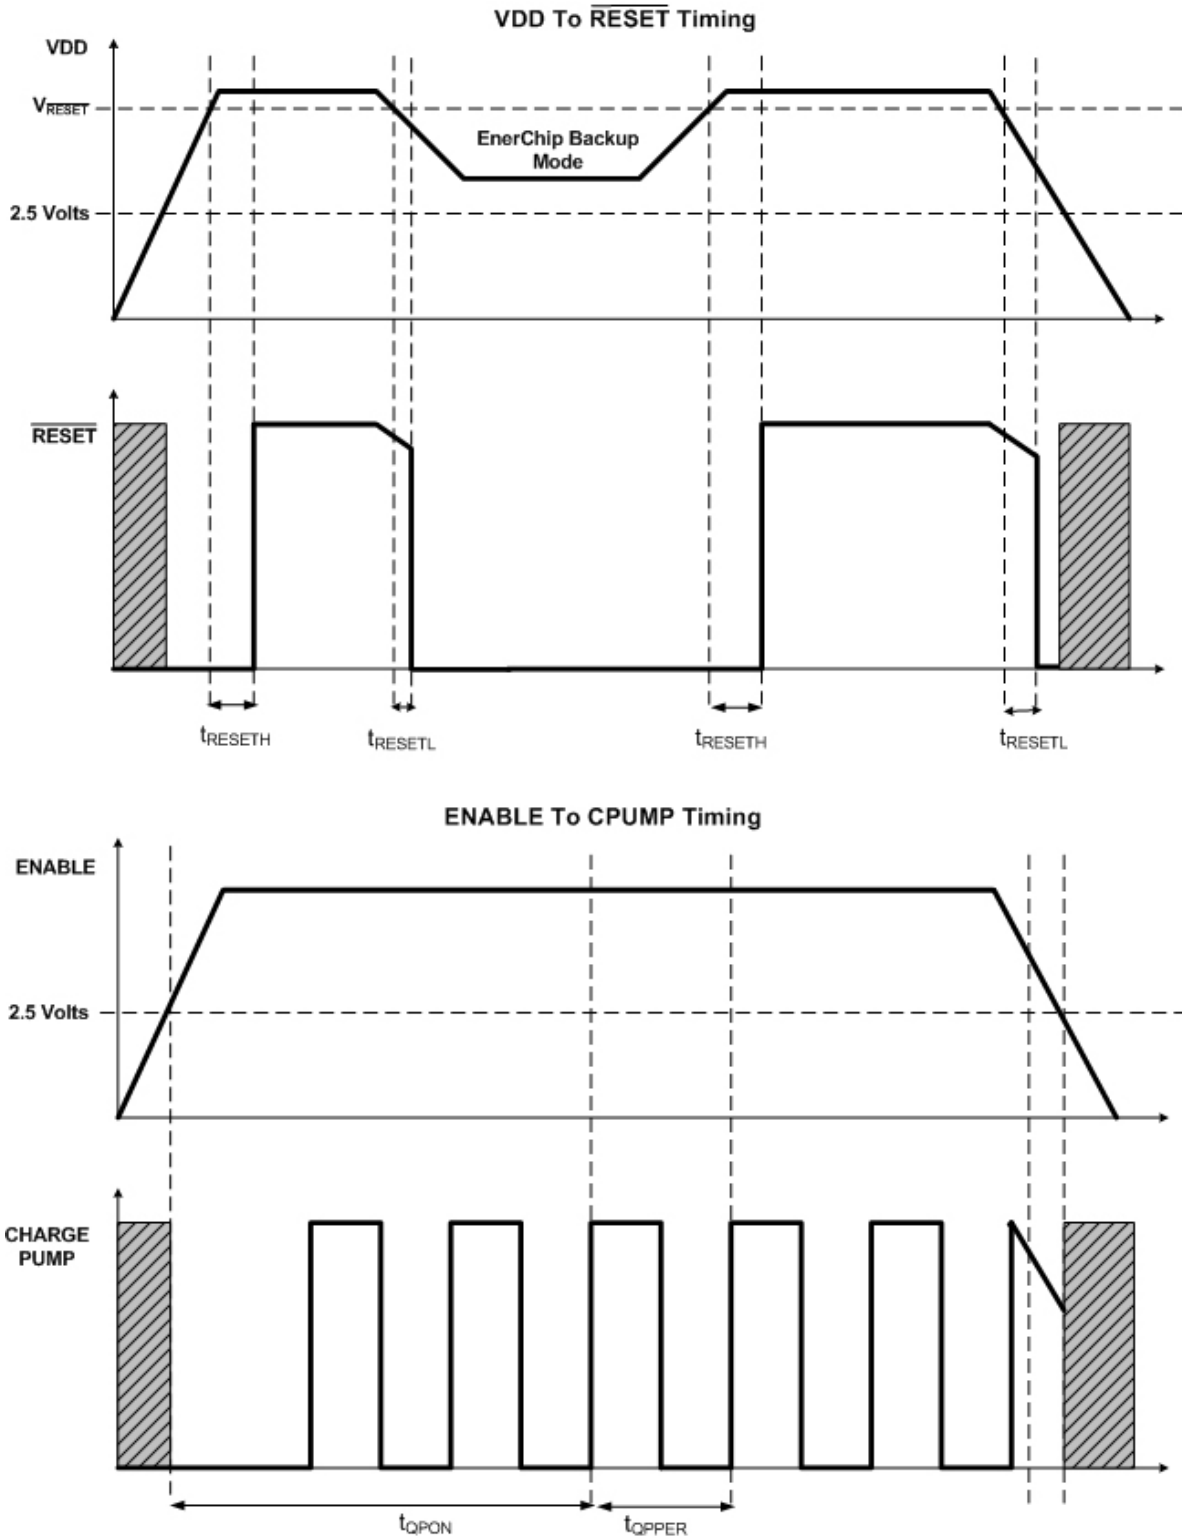 VDD To RESET Timing
VDD
VRESET
EnerChip Backup
Mode
2.5 Volts
RESET
tRESETH
tRESETL
tRESETH
tRESETL
ENABLE To CPUMP Timing
ENABLE
2.5 Volts
CHARGE
PUMP
tQPON
tQPPER